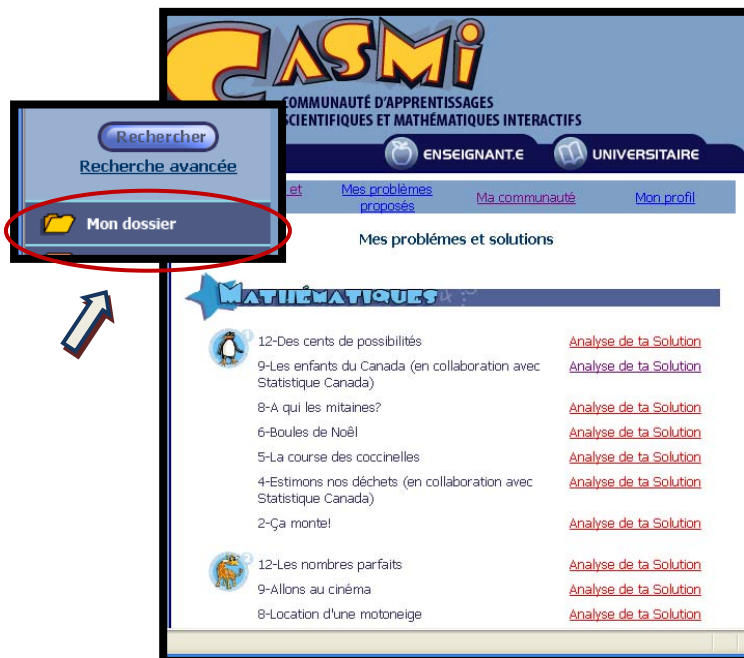 CASMI
COMMUNAUTÉ D'APPRENTISSAGES
SCIENTIFIQUES ET MATHÉMATIQUES INTERACTIFS
ENSEIGNANT.E
UNIVERSITAIRE
Rechercher
Recherche avancée
Mon dossier
et
Mes problèmes
proposés
Ma communauté
Mon profil
Mes problémes et solutions
MATHÉMATIQUES
1
12-Des cents de possibilités Analyse de ta Solution
9-Les enfants du Canada (en collaboration avec Analyse de ta Solution
Statistique Canada)
8-A qui les mitaines? Analyse de ta Solution
6-Boules de Noêl Analyse de ta Solution
5-La course des coccinelles Analyse de ta Solution
4-Estimons nos déchets (en collaboration avec Analyse de ta Solution
Statistique Canada)
2-Ça monte! Analyse de ta Solution
2
12-Les nombres parfaits Analyse de ta Solution
9-Allons au cinéma Analyse de ta Solution
8-Location d'une motoneige Analyse de ta Solution